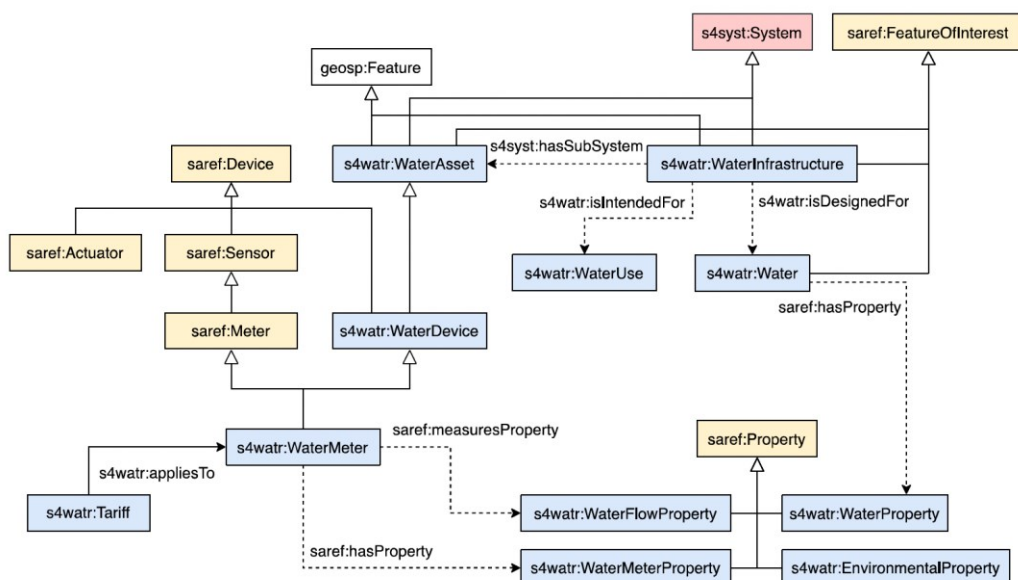 s4syst:System
saref:FeatureOfInterest
geosp:Feature
s4syst:hasSubSystem
saref:Device
s4watr:WaterAsset
s4watr:WaterInfrastructure
s4watr:isIntendedFor
s4watr:isDesignedFor
saref:Actuator
saref:Sensor
s4watr:WaterUse
s4watr:Water
saref:hasProperty
saref:Meter
s4watr:WaterDevice
saref:measuresProperty
saref:Property
s4watr:WaterMeter
s4watr:appliesTo
s4watr:Tariff
s4watr:WaterFlowProperty
s4watr:WaterProperty
saref:hasProperty
s4watr:WaterMeterProperty
s4watr:EnvironmentalProperty